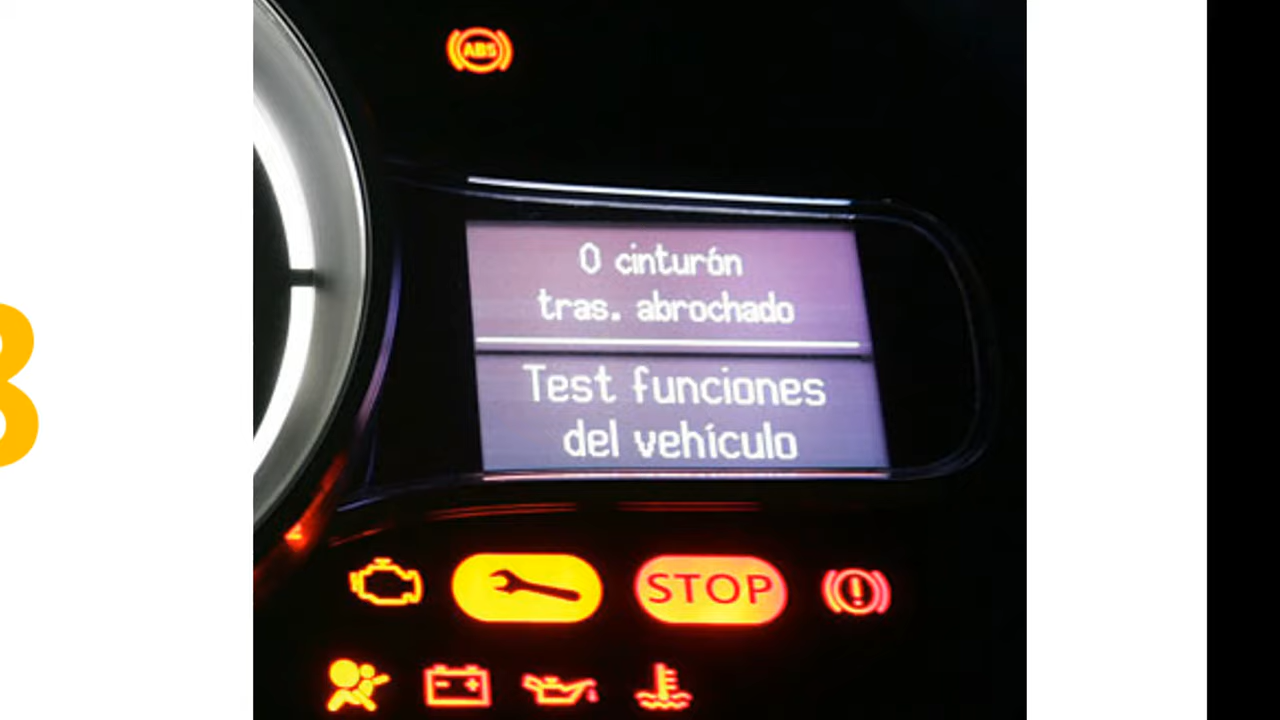 ABS
0 cinturón
tras. abrochado
Test funciones
del vehículo
STOP